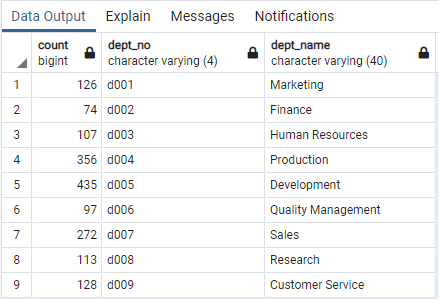 Data Output Explain Messages Notifications
count dept_no dept_name
bigint character varying (4) character varying (40)
1 126 d001 Marketing
2 74 d002 Finance
3 107 d003 Human Resources
4 356 d004 Production
5 435 d005 Development
6 97 d006 Quality Management
7 272 d007 Sales
8 113 d008 Research
9 128 d009 Customer Service